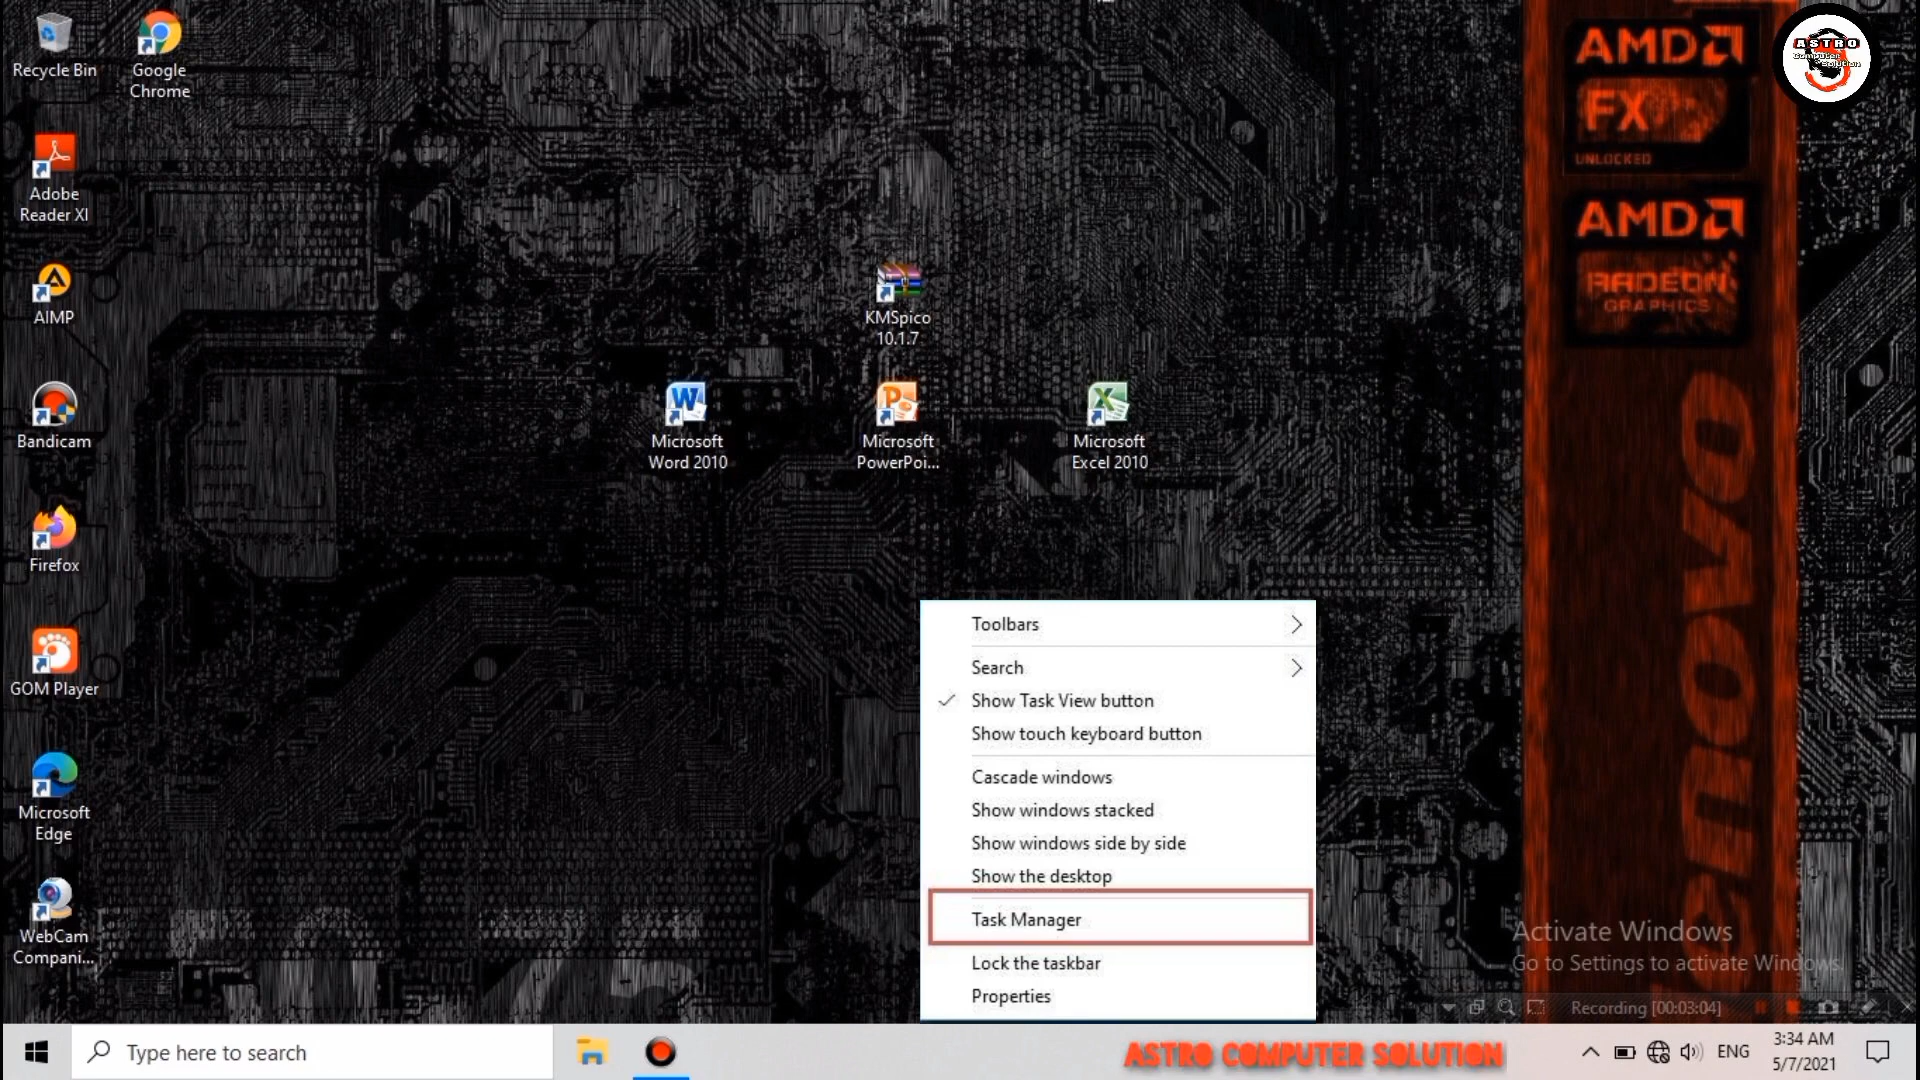 Recycle Bin
Google
Chrome
Adobe
Reader XI
AIMP
Bandicam
Firefox
GOM Player
Microsoft
Edge
WebCam
Compani...
KMSpico
10.1.7
Microsoft
Word 2010
Microsoft
PowerPoi...
Microsoft
Excel 2010
AMD
FX
UNLOCKED
AMD
RADEON
GRAPHICS
lenovo
ASTRO
Computer
Solution
Toolbars
Search
Show Task View button
Show touch keyboard button
Cascade windows
Show windows stacked
Show windows side by side
Show the desktop
Task Manager
Lock the taskbar
Properties
Activate Windows
Go to Settings to activate Windows.
Recording [00:03:04]
Type here to search
ASTRO COMPUTER SOLUTION
ENG
3:34 AM
5/7/2021